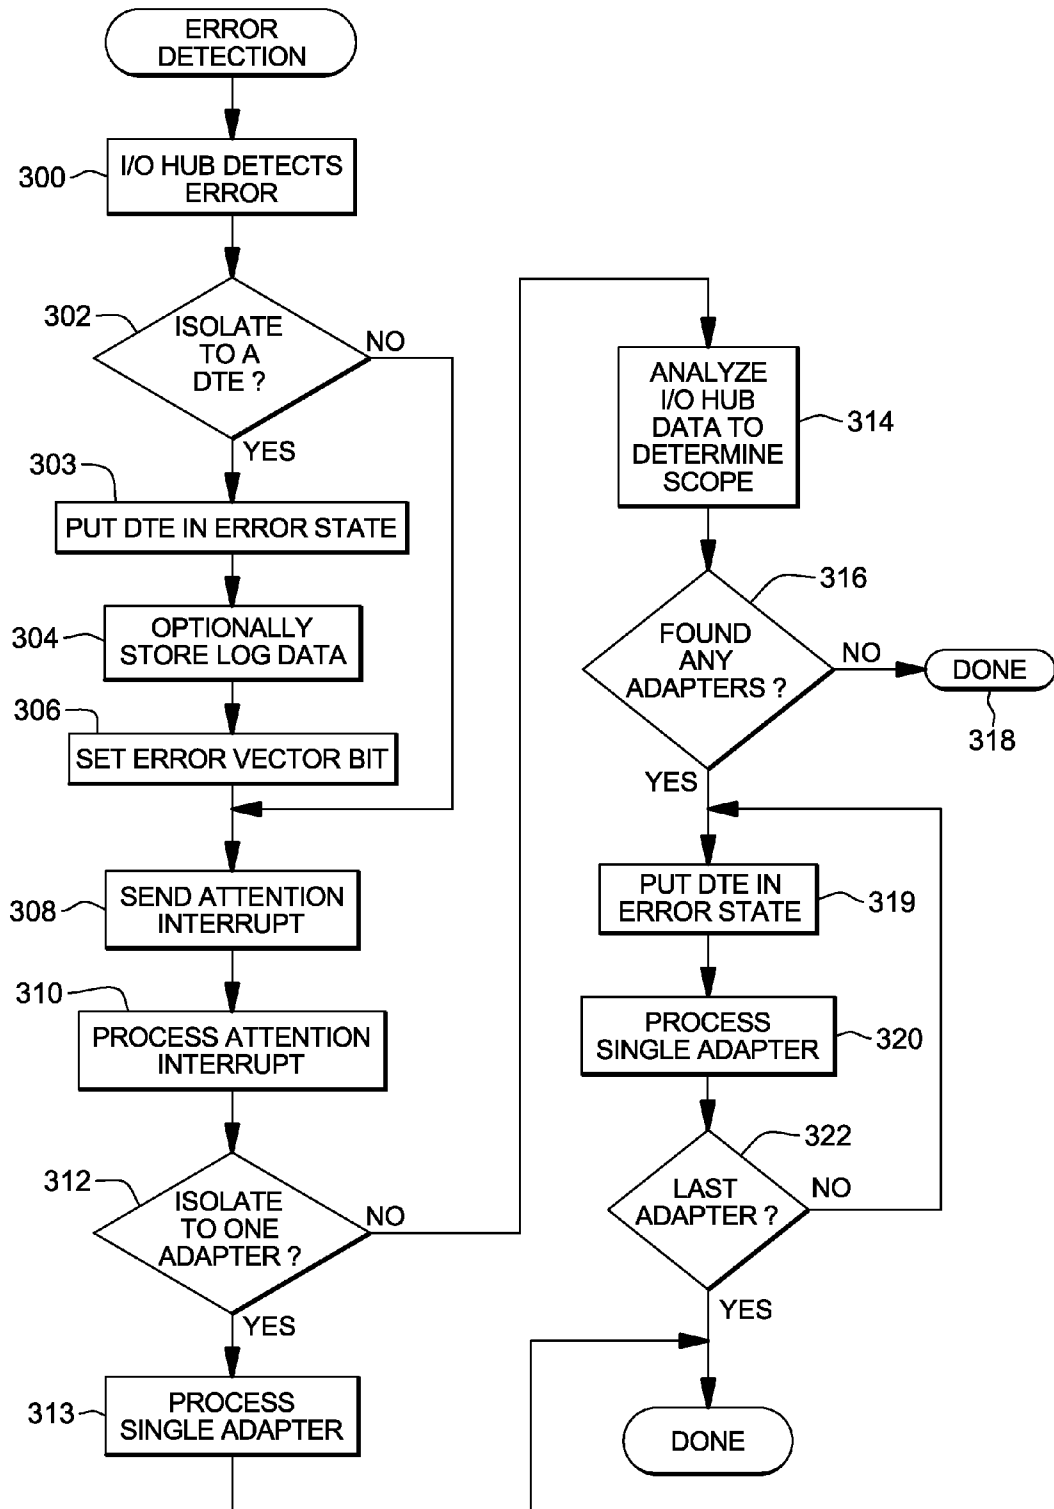 ERROR
DETECTION
300
I/O HUB DETECTS
ERROR
302
ISOLATE
TO A
DTE ?
NO
YES
303
PUT DTE IN ERROR STATE
304
OPTIONALLY
STORE LOG DATA
306
SET ERROR VECTOR BIT
308
SEND ATTENTION
INTERRUPT
310
PROCESS ATTENTION
INTERRUPT
312
ISOLATE
TO ONE
ADAPTER ?
NO
YES
313
PROCESS
SINGLE ADAPTER
ANALYZE
I/O HUB
DATA TO
DETERMINE
SCOPE
314
316
FOUND
ANY
ADAPTERS ?
NO
DONE
318
YES
PUT DTE IN
ERROR STATE
319
PROCESS
SINGLE ADAPTER
320
322
LAST
ADAPTER ?
NO
YES
DONE